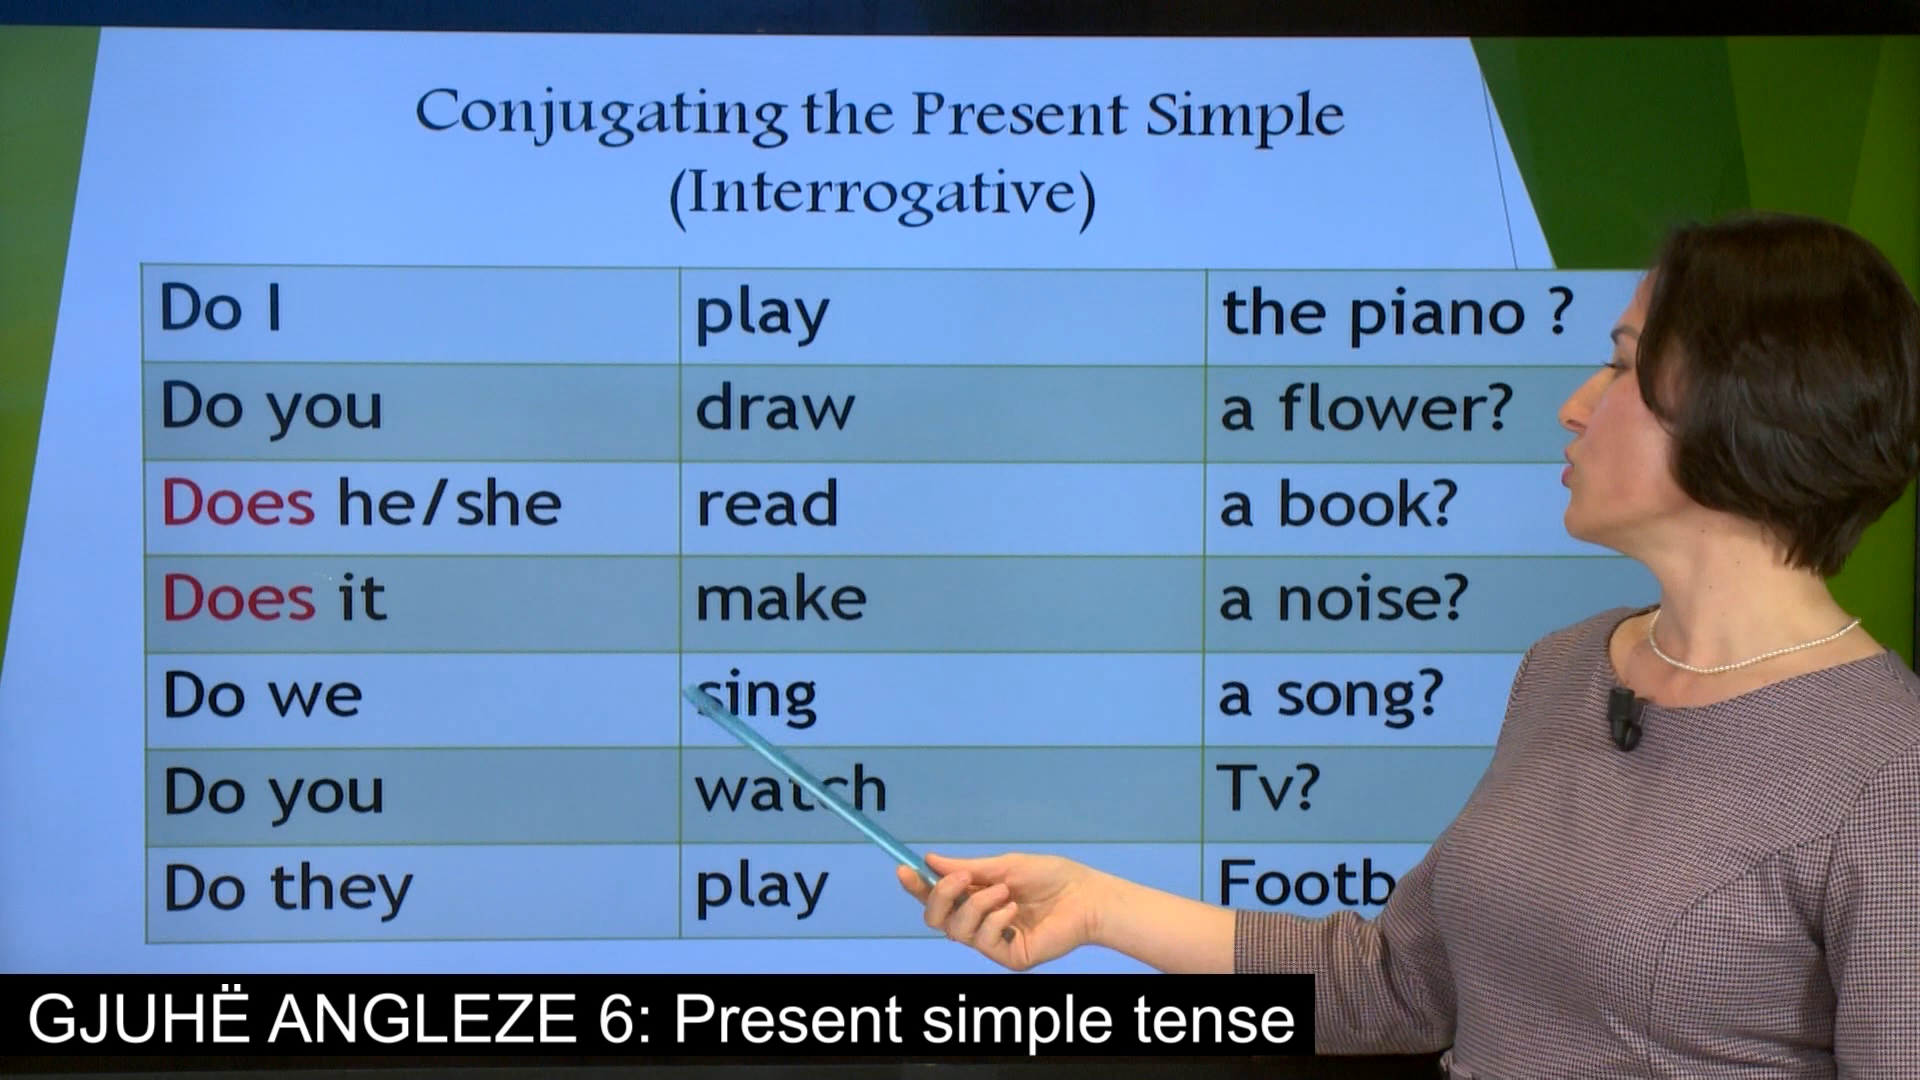 Conjugating the Present Simple
(Interrogative)
Do I play the piano ?
Do you draw a flower?
Does he/she read a book?
Does it make a noise?
Do we sing a song?
Do you watch Tv?
Do they play Footb
GJUHË ANGLEZE 6: Present simple tense